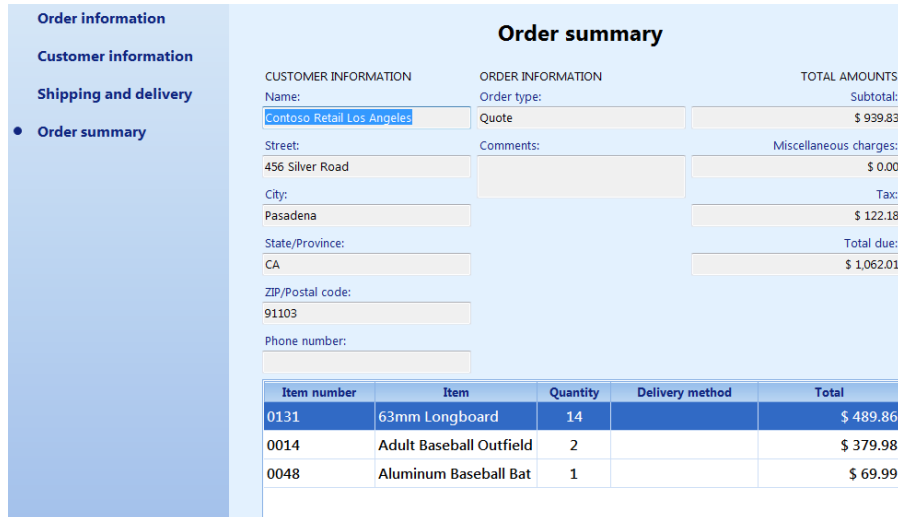 Order information
Customer information
Shipping and delivery
Order summary
Order summary
CUSTOMER INFORMATION
Name:
Contoso Retail Los Angeles
Street:
456 Silver Road
City:
Pasadena
State/Province:
CA
ZIP/Postal code:
91103
Phone number:
ORDER INFORMATION
Order type:
Quote
Comments:
TOTAL AMOUNTS
Subtotal:
$ 939.83
Miscellaneous charges:
$ 0.00
Tax:
$ 122.18
Total due:
$ 1,062.01
Item number Item Quantity Delivery method Total
0131 63mm Longboard 14 $ 489.86
0014 Adult Baseball Outfield 2 $ 379.98
0048 Aluminum Baseball Bat 1 $ 69.99